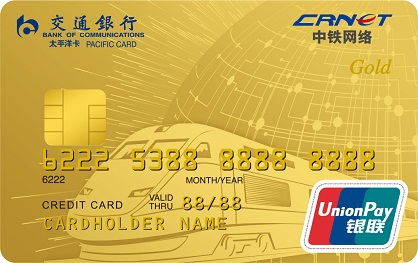 交通銀行
BANK OF COMMUNICATIONS
太平洋卡 PACIFIC CARD
CRNET
中铁网络
Gold
6222 5388 8888 8888
6222
MONTH/YEAR
CREDIT CARD VALID THRU 88/88
CARDHOLDER NAME
UnionPay
银联